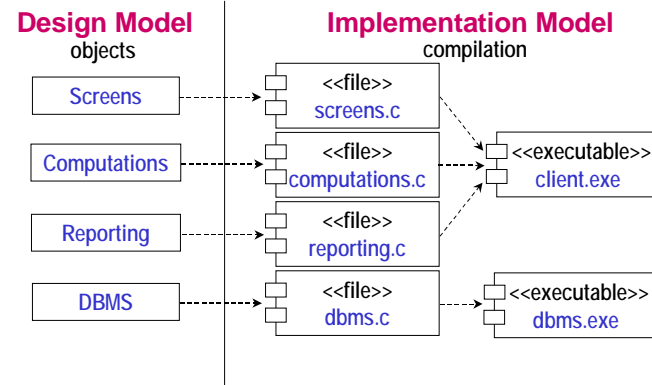 Design Model
objects
Implementation Model
compilation
Screens
<<file>>
screens.c
Computations
<<file>>
computations.c
<<executable>>
client.exe
Reporting
<<file>>
reporting.c
DBMS
<<file>>
dbms.c
<<executable>>
dbms.exe